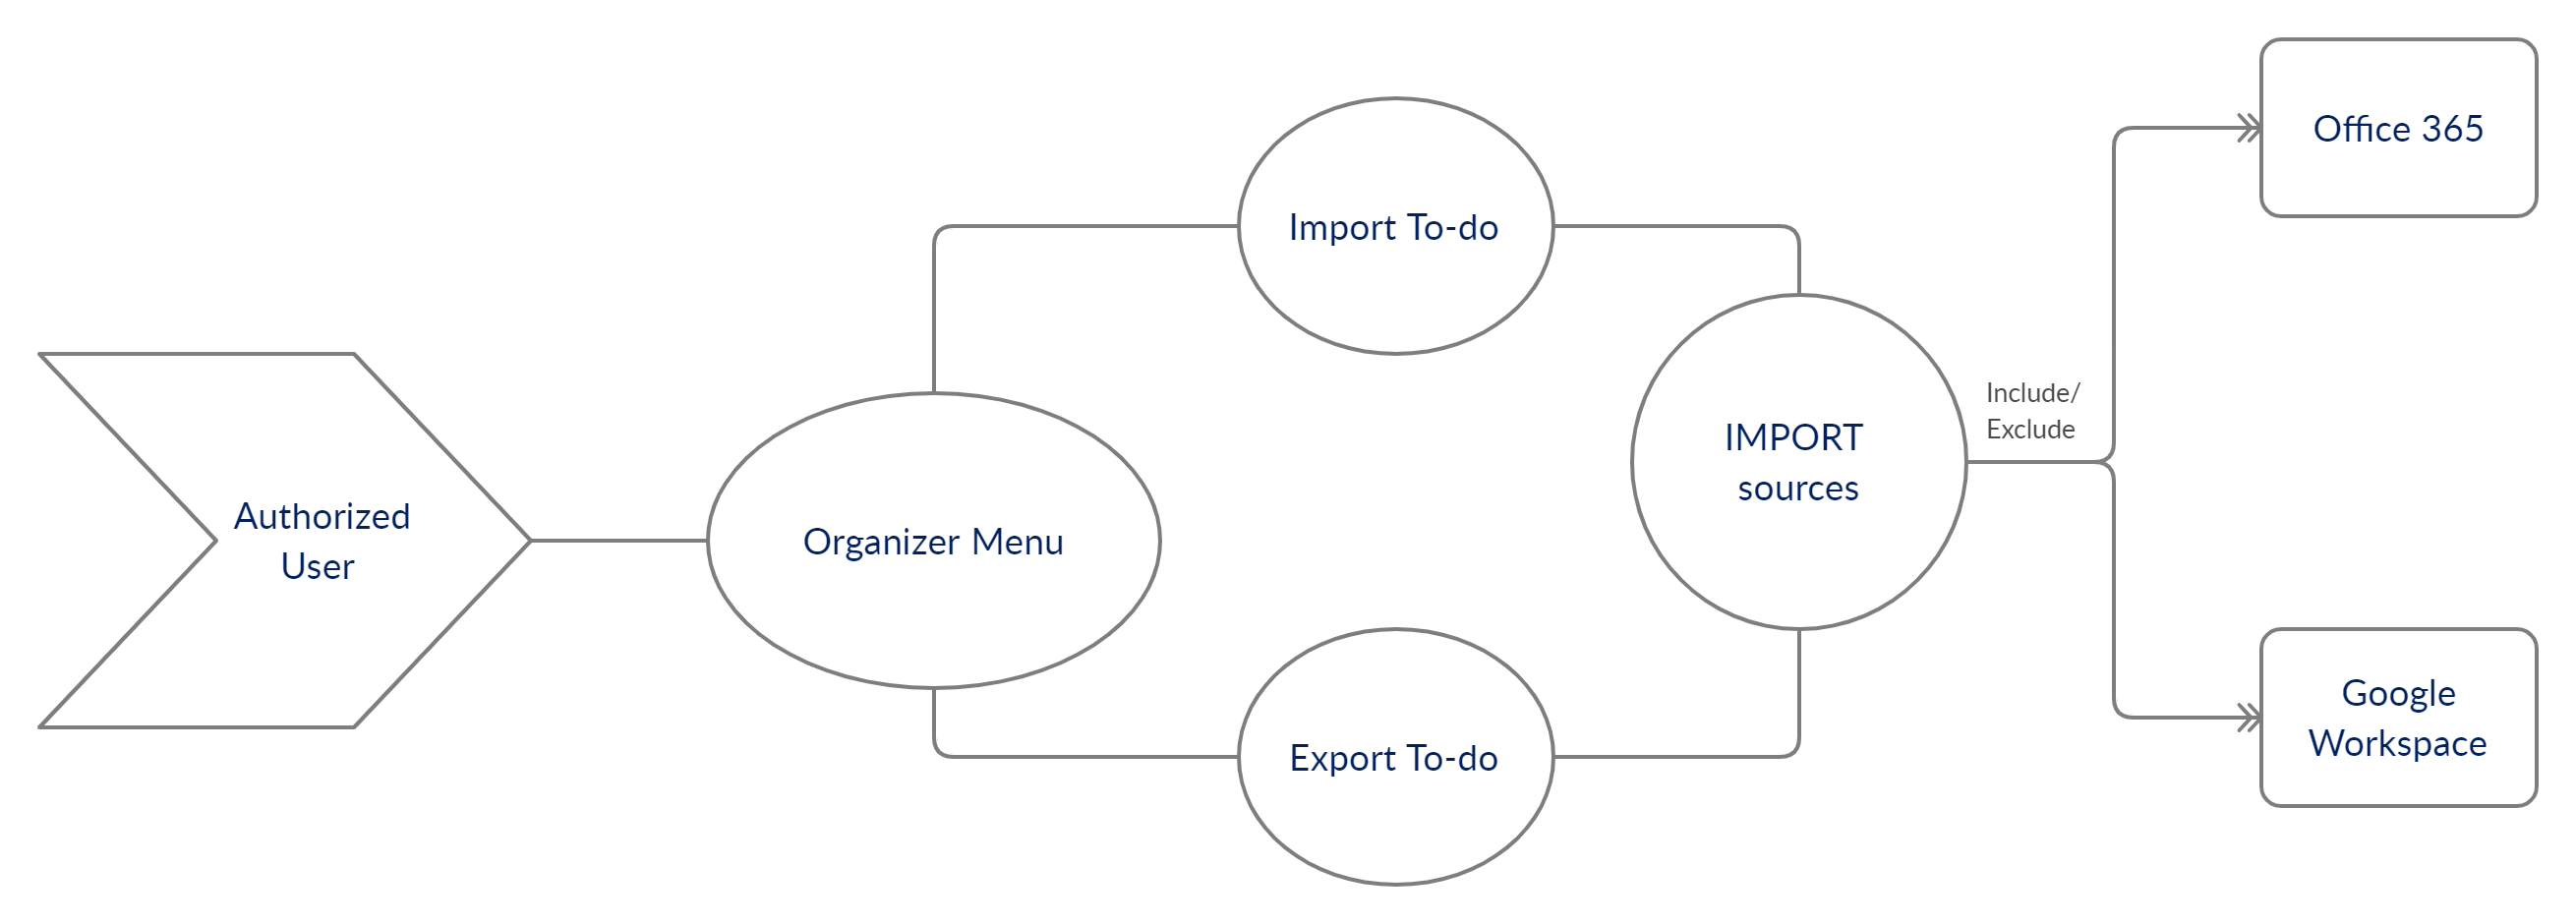 Authorized
User
Organizer Menu
Import To-do
Export To-do
IMPORT
sources
Include/
Exclude
Office 365
Google
Workspace